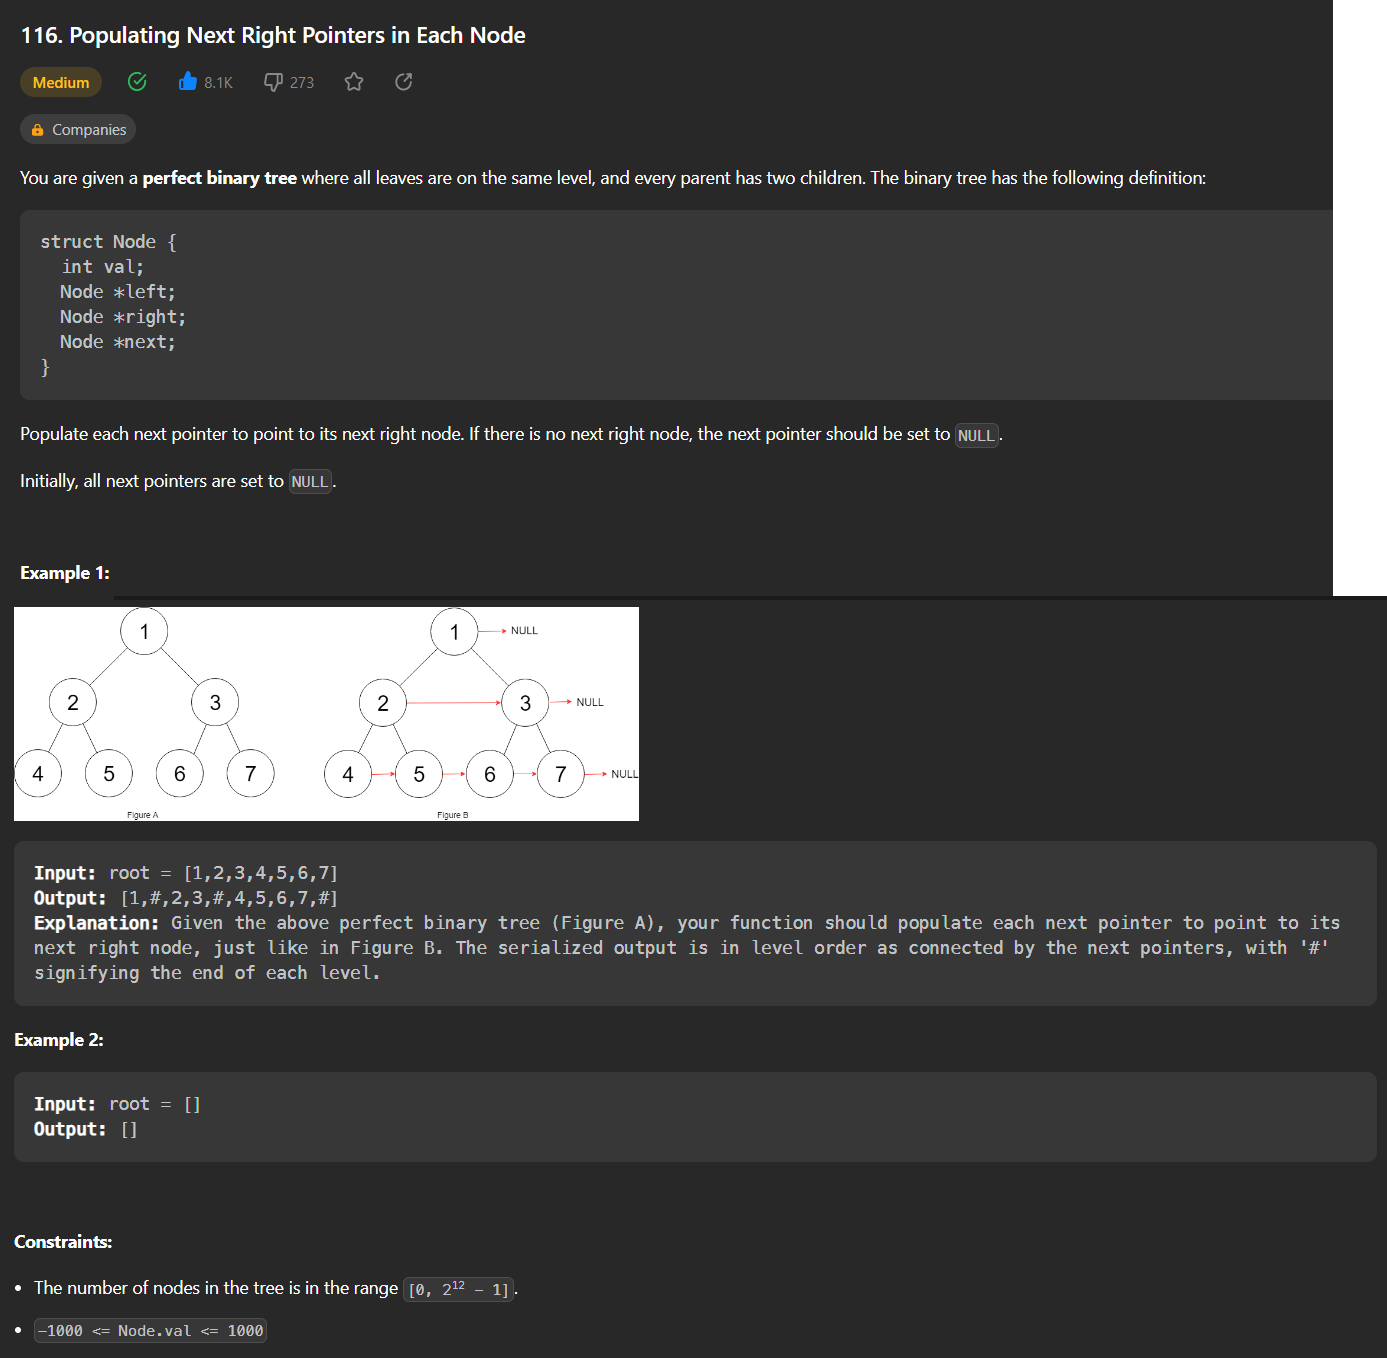 116. Populating Next Right Pointers in Each Node
Medium 8.1K 273
Companies
You are given a perfect binary tree where all leaves are on the same level, and every parent has two children. The binary tree has the following definition:
struct Node {
int val;
Node *left;
Node *right;
Node *next;
}
Populate each next pointer to point to its next right node. If there is no next right node, the next pointer should be set to NULL.
Initially, all next pointers are set to NULL.
Example 1:
1 1 NULL
2 3 2 3 NULL
4 5 6 7 4 5 6 7 NULL
Figure A Figure B
Input: root = [1,2,3,4,5,6,7]
Output: [1,#,2,3,#,4,5,6,7,#]
Explanation: Given the above perfect binary tree (Figure A), your function should populate each next pointer to point to its
next right node, just like in Figure B. The serialized output is in level order as connected by the next pointers, with '#'
signifying the end of each level.
Example 2:
Input: root = []
Output: []
Constraints:
• The number of nodes in the tree is in the range [0, 2¹² - 1].
• -1000 <= Node.val <= 1000